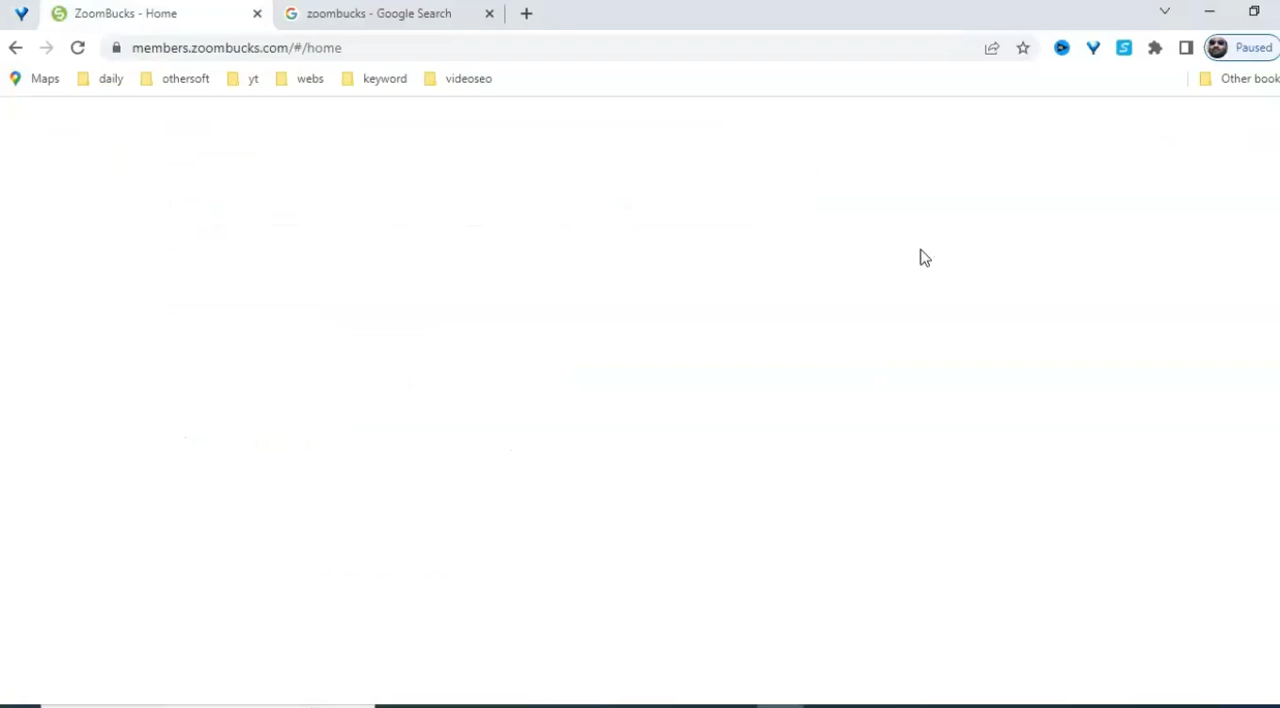 ZoomBucks - Home
zoombucks - Google Search
members.zoombucks.com/#/home
Paused
Maps
daily
othersoft
yt
webs
keyword
videoseo
Other book